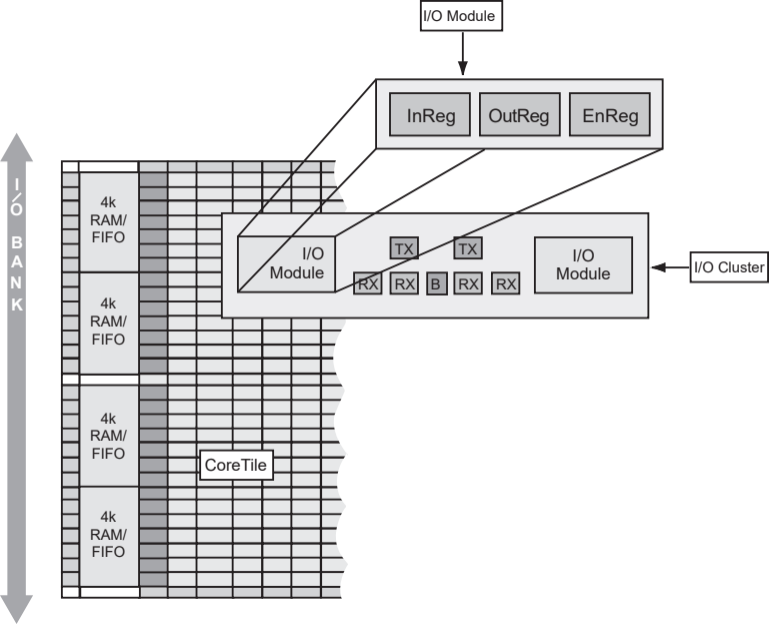 I/O Module
InReg
OutReg
EnReg
I/O BANK
4k
RAM/
FIFO
I/O
Module
TX
TX
I/O
Module
RX
RX
B
RX
RX
I/O Cluster
4k
RAM/
FIFO
4k
RAM/
FIFO
CoreTile
4k
RAM/
FIFO